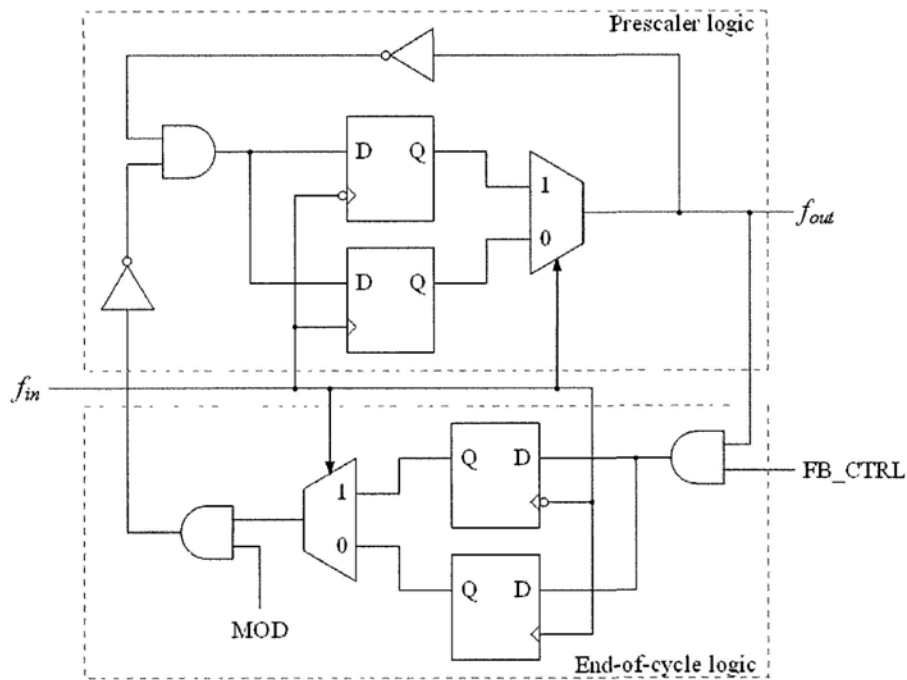 Prescaler logic
D Q
1
0
D Q
f_out
f_in
Q D
1
FB_CTRL
0
Q D
MOD
End-of-cycle logic